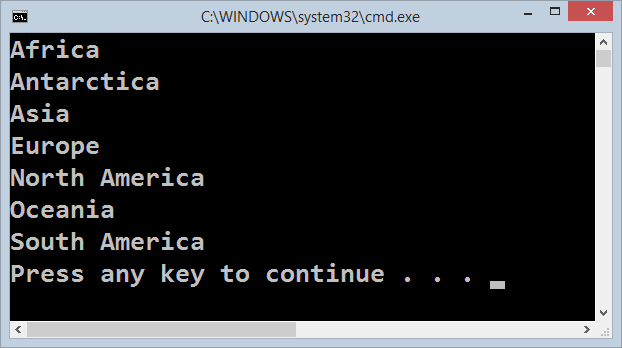 C:\WINDOWS\system32\cmd.exe
Africa
Antarctica
Asia
Europe
North America
Oceania
South America
Press any key to continue . . .